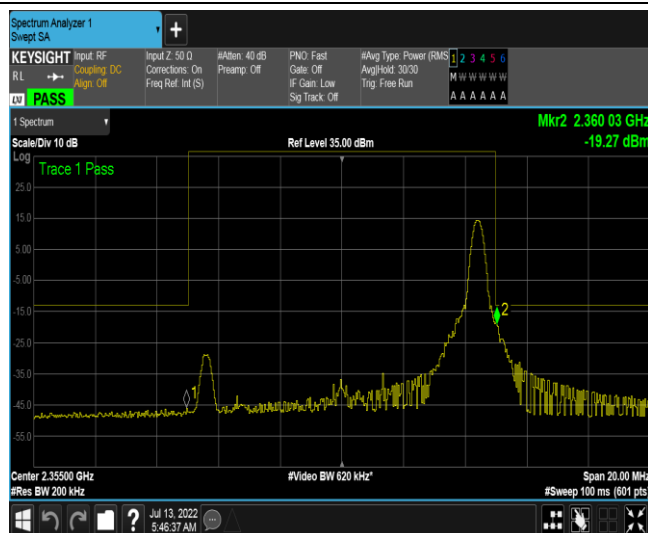 Spectrum Analyzer 1
Swept SA
+
KEYSIGHT
RL
LXI PASS
Input: RF
Coupling: DC
Align: Off
Input Z: 50 Ω
Corrections: On
Freq Ref: Int (S)
#Atten: 40 dB
Preamp: Off
PNO: Fast
Gate: Off
IF Gain: Low
Sig Track: Off
#Avg Type: Power (RMS
Avg|Hold: 30/30
Trig: Free Run
1 2 3 4 5 6
M W W W W W
A A A A A A
1 Spectrum
Scale/Div 10 dB
Ref Level 35.00 dBm
Mkr2 2.360 03 GHz
-19.27 dBm
Log
Trace 1 Pass
25.0
15.0
5.00
-5.00
-15.0
-35.0
-45.0
-55.0
1
2
Center 2.35500 GHz
#Res BW 200 kHz
#Video BW 620 kHz*
Span 20.00 MHz
#Sweep 100 ms (601 pts)
?
Jul 13, 2022
5:46:37 AM